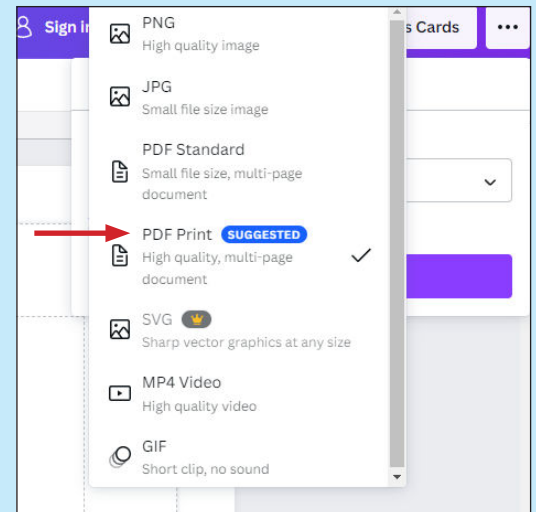 Sign in
s Cards
PNG
High quality image
JPG
Small file size image
PDF Standard
Small file size, multi-page
document
PDF Print SUGGESTED
High quality, multi-page
document
SVG
Sharp vector graphics at any size
MP4 Video
High quality video
GIF
Short clip, no sound